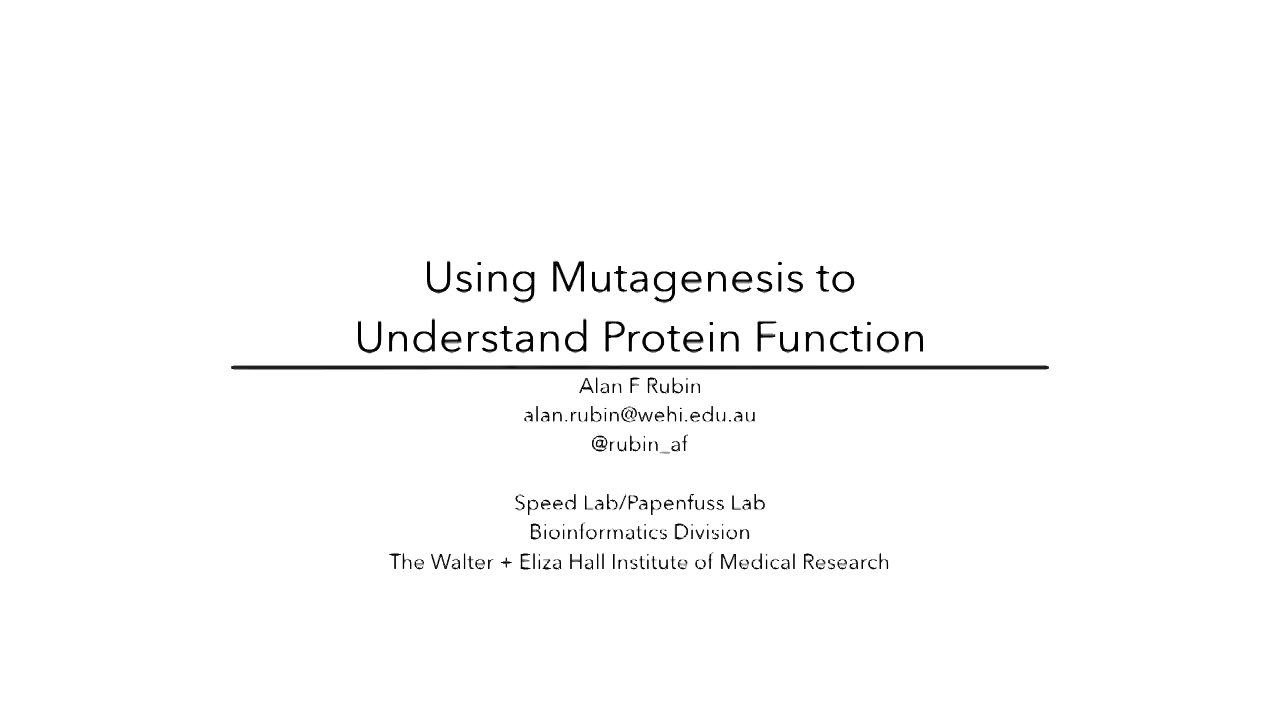 Using Mutagenesis to
Understand Protein Function
Alan F Rubin
alan.rubin@wehi.edu.au
@rubin_af
Speed Lab/Papenfuss Lab
Bioinformatics Division
The Walter + Eliza Hall Institute of Medical Research